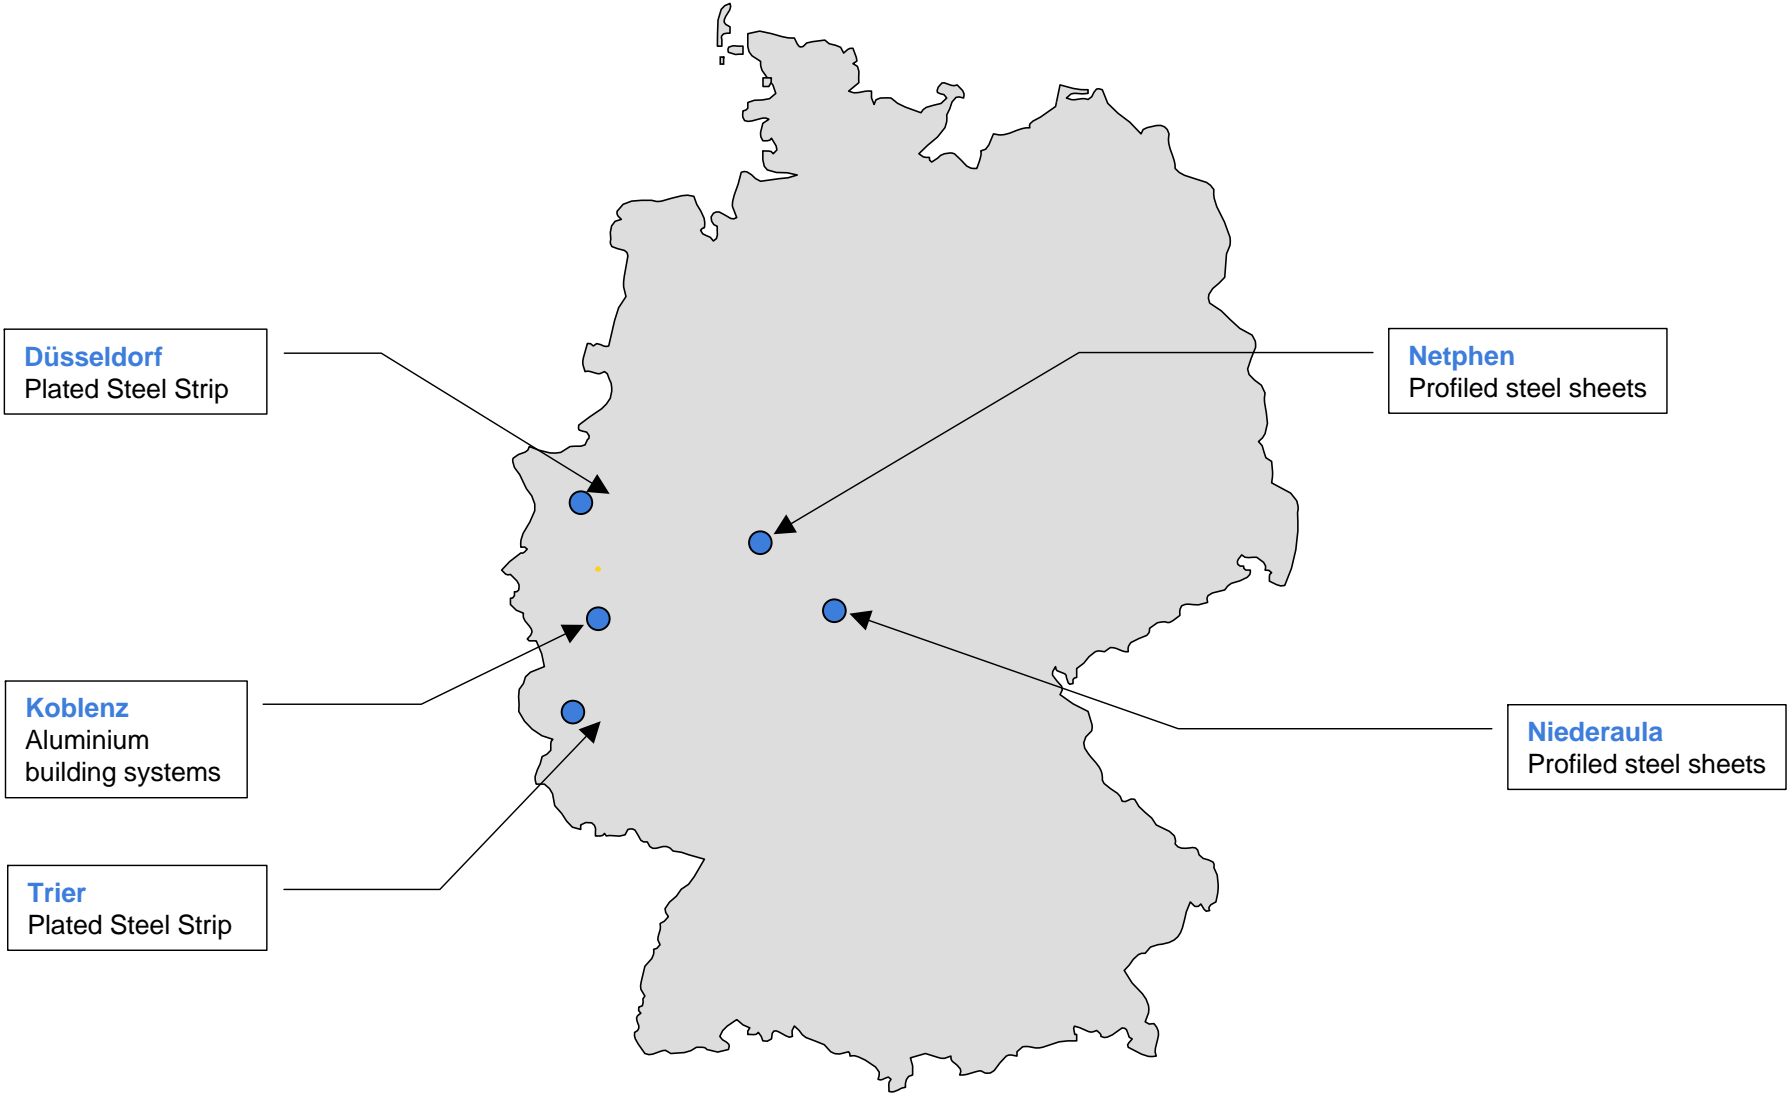 Düsseldorf
Plated Steel Strip
Netphen
Profiled steel sheets
Koblenz
Aluminium
building systems
Niederaula
Profiled steel sheets
Trier
Plated Steel Strip